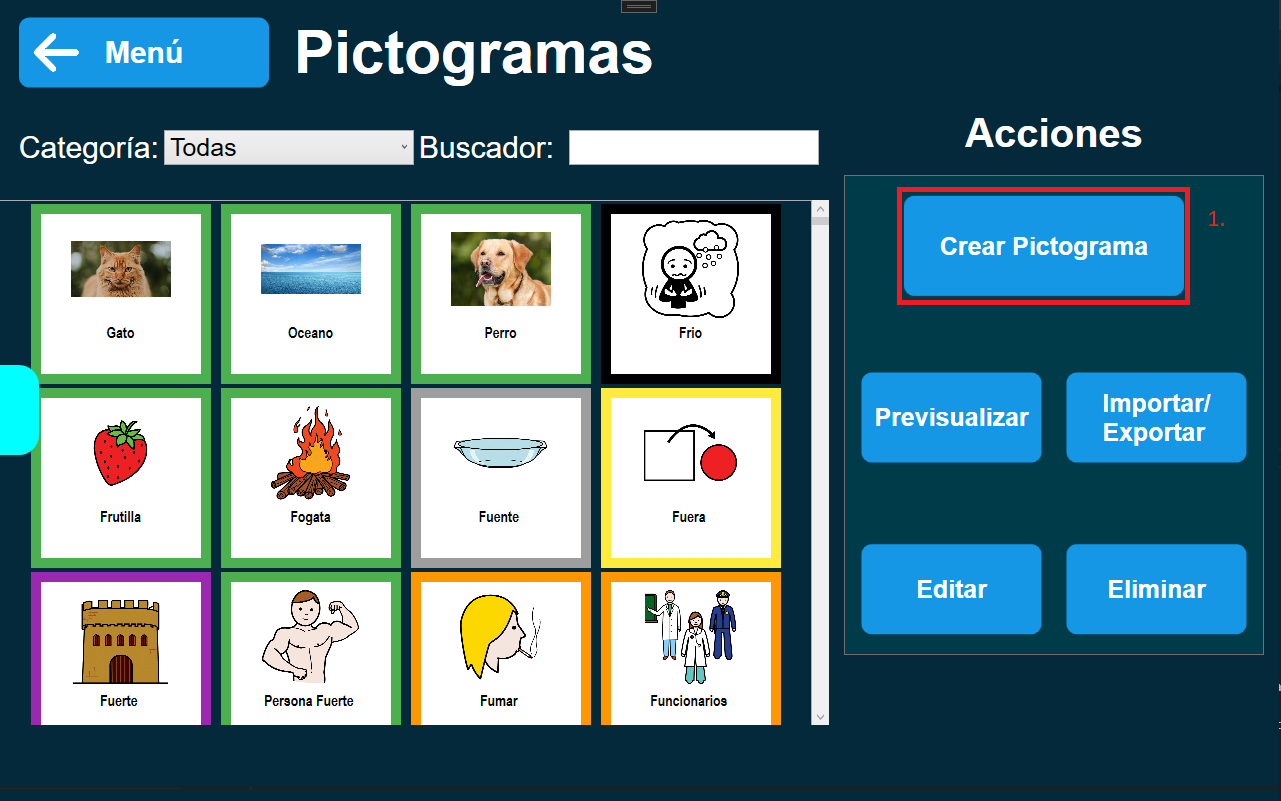 Menú
Pictogramas
Categoría: Todas Buscador:
Acciones
Crear Pictograma
1.
Gato
Oceano
Perro
Frio
Previsualizar
Importar/
Exportar
Frutilla
Fogata
Fuente
Fuera
Editar
Eliminar
Fuerte
Persona Fuerte
Fumar
Funcionarios